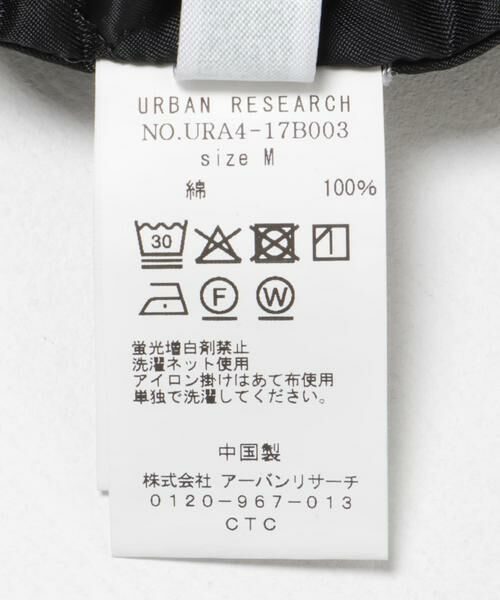 URBAN RESEARCH
NO.URA4-17B003
size M
綿 100%
30
F W
蛍光増白剤禁止
洗濯ネット使用
アイロン掛けはあて布使用
単独で洗濯してください。
中国製
株式会社 アーバンリサーチ
0120-967-013
CTC